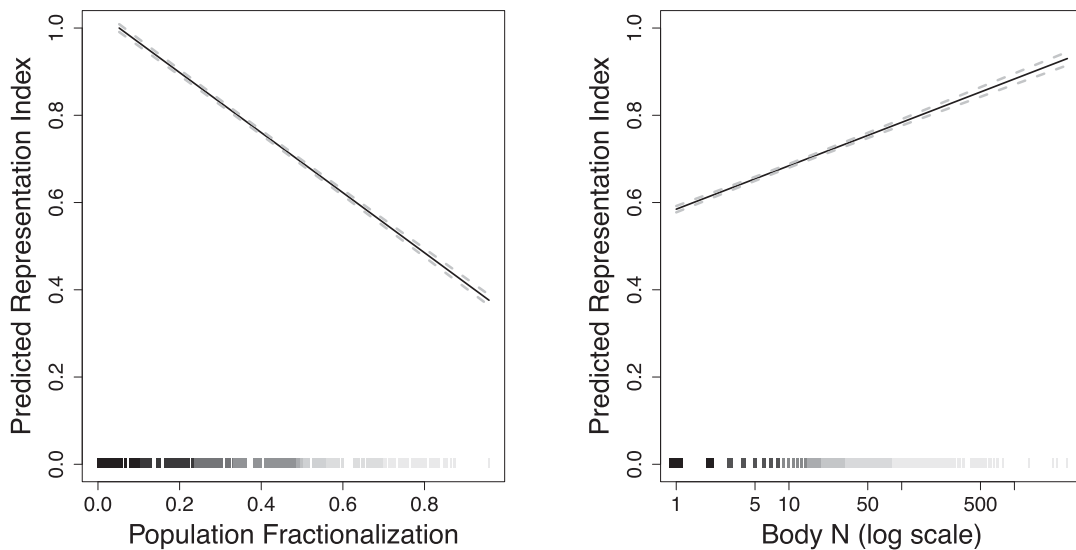 Predicted Representation Index
1.0
0.8
0.6
0.4
0.2
0.0
0.0 0.2 0.4 0.6 0.8
Population Fractionalization
Predicted Representation Index
1.0
0.8
0.6
0.4
0.2
0.0
1 5 10 50 500
Body N (log scale)